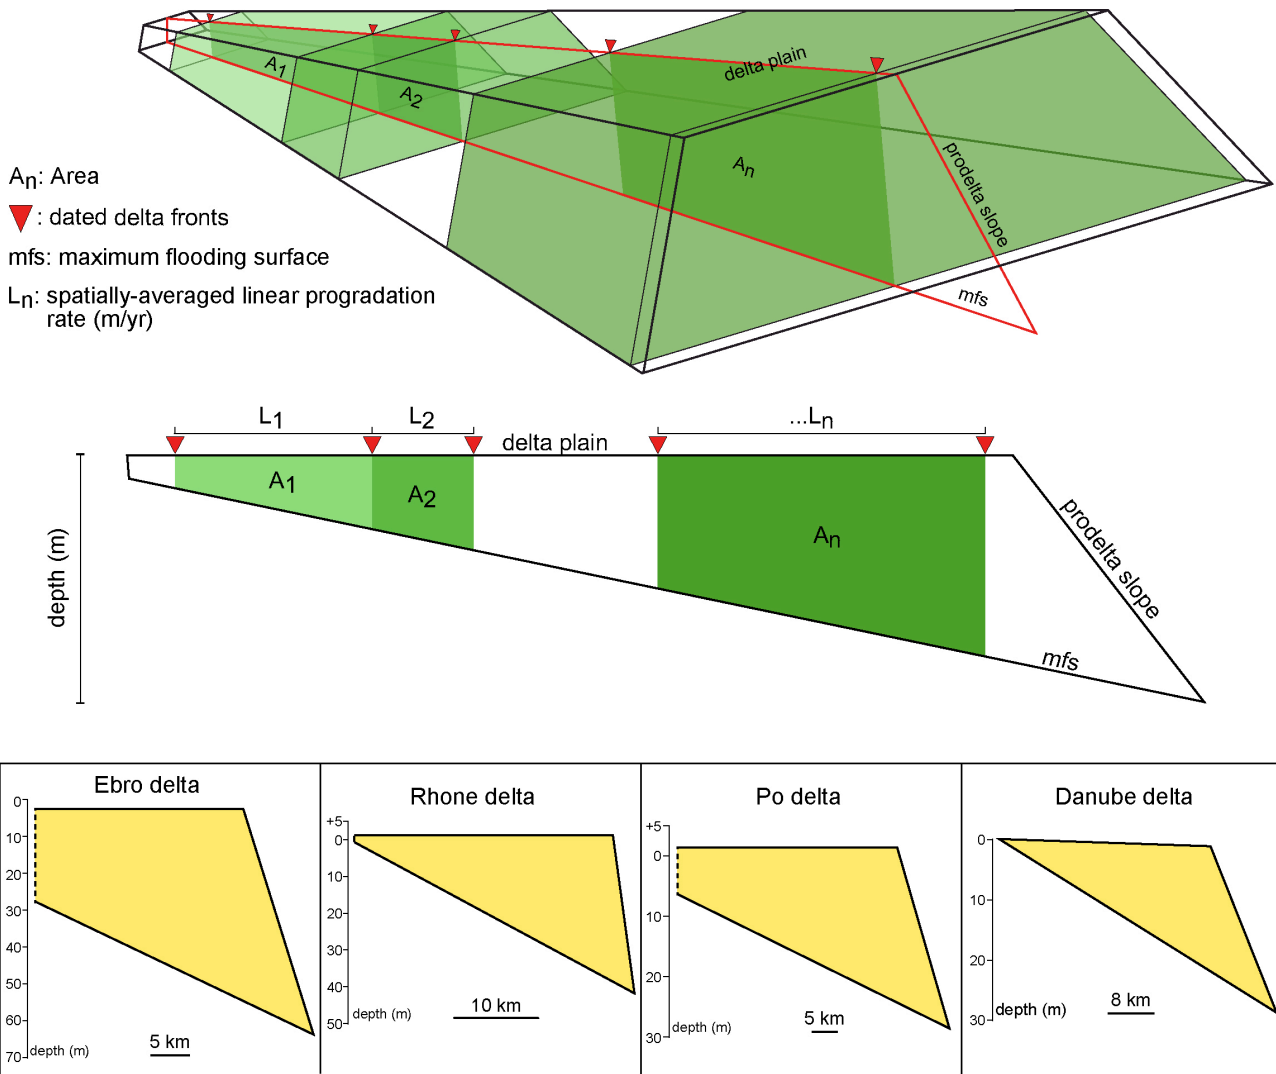 A1
A2
delta plain
An
prodelta slope
mfs
An: Area
: dated delta fronts
mfs: maximum flooding surface
Ln: spatially-averaged linear progradation
rate (m/yr)
L1
L2
...Ln
delta plain
A1
A2
An
depth (m)
prodelta slope
mfs
Ebro delta
0
10
20
30
40
50
60
70
depth (m)
5 km
Rhone delta
+5
0
10
20
30
40
50
depth (m)
10 km
Po delta
+5
0
10
20
30
depth (m)
5 km
Danube delta
0
10
20
30
depth (m)
8 km